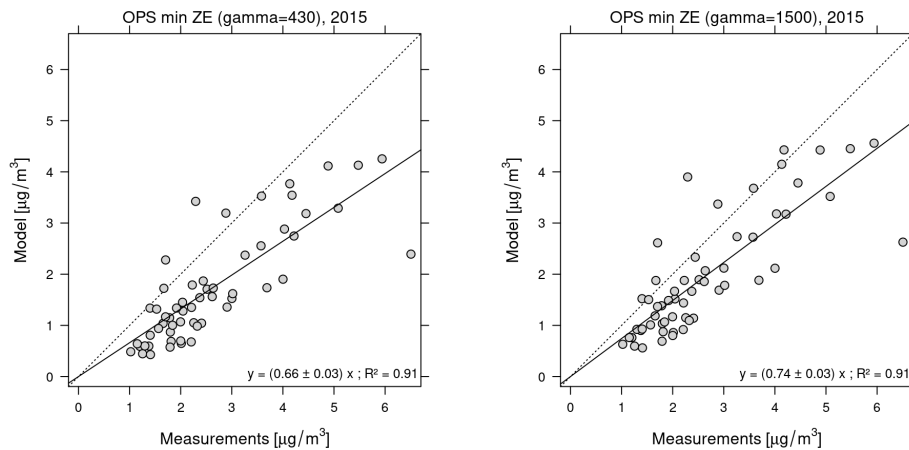 OPS min ZE (gamma=430), 2015
6
5
4
3
2
1
0
Model [µg/m³]
y = (0.66 ± 0.03) x ; R² = 0.91
0 1 2 3 4 5 6
Measurements [µg/m³]
OPS min ZE (gamma=1500), 2015
6
5
4
3
2
1
0
Model [µg/m³]
y = (0.74 ± 0.03) x ; R² = 0.91
0 1 2 3 4 5 6
Measurements [µg/m³]